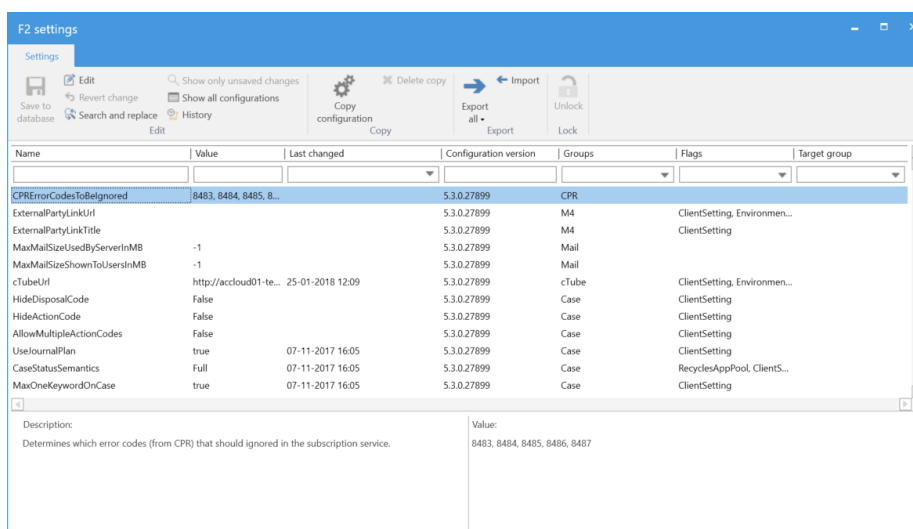 F2 settings
Settings
Save to database
Edit
Revert change
Search and replace
Show only unsaved changes
Show all configurations
History
Edit
Copy configuration
Delete copy
Copy
Export all
Import
Export
Unlock
Lock
Name Value Last changed Configuration version Groups Flags Target group
CPRErrorCodesToBeIgnored 8483, 8484, 8485, 8... 5.3.0.27899 CPR
ExternalPartyLinkUrl 5.3.0.27899 M4 ClientSetting, Environmen...
ExternalPartyLinkTitle 5.3.0.27899 M4 ClientSetting
MaxMailSizeUsedByServerInMB -1 5.3.0.27899 Mail
MaxMailSizeShownToUsersInMB -1 5.3.0.27899 Mail
cTubeUrl http://accloud01-te... 25-01-2018 12:09 5.3.0.27899 cTube ClientSetting, Environmen...
HideDisposalCode False 5.3.0.27899 Case ClientSetting
HideActionCode False 5.3.0.27899 Case ClientSetting
AllowMultipleActionCodes False 5.3.0.27899 Case ClientSetting
UseJournalPlan true 07-11-2017 16:05 5.3.0.27899 Case ClientSetting
CaseStatusSemantics Full 07-11-2017 16:05 5.3.0.27899 Case RecyclesAppPool, ClientS...
MaxOneKeywordOnCase true 07-11-2017 16:05 5.3.0.27899 Case ClientSetting
Description:
Determines which error codes (from CPR) that should ignored in the subscription service.
Value:
8483, 8484, 8485, 8486, 8487